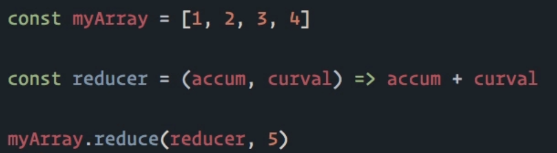 const myArray = [1, 2, 3, 4]
const reducer = (accum, curval) => accum + curval
myArray.reduce(reducer, 5)